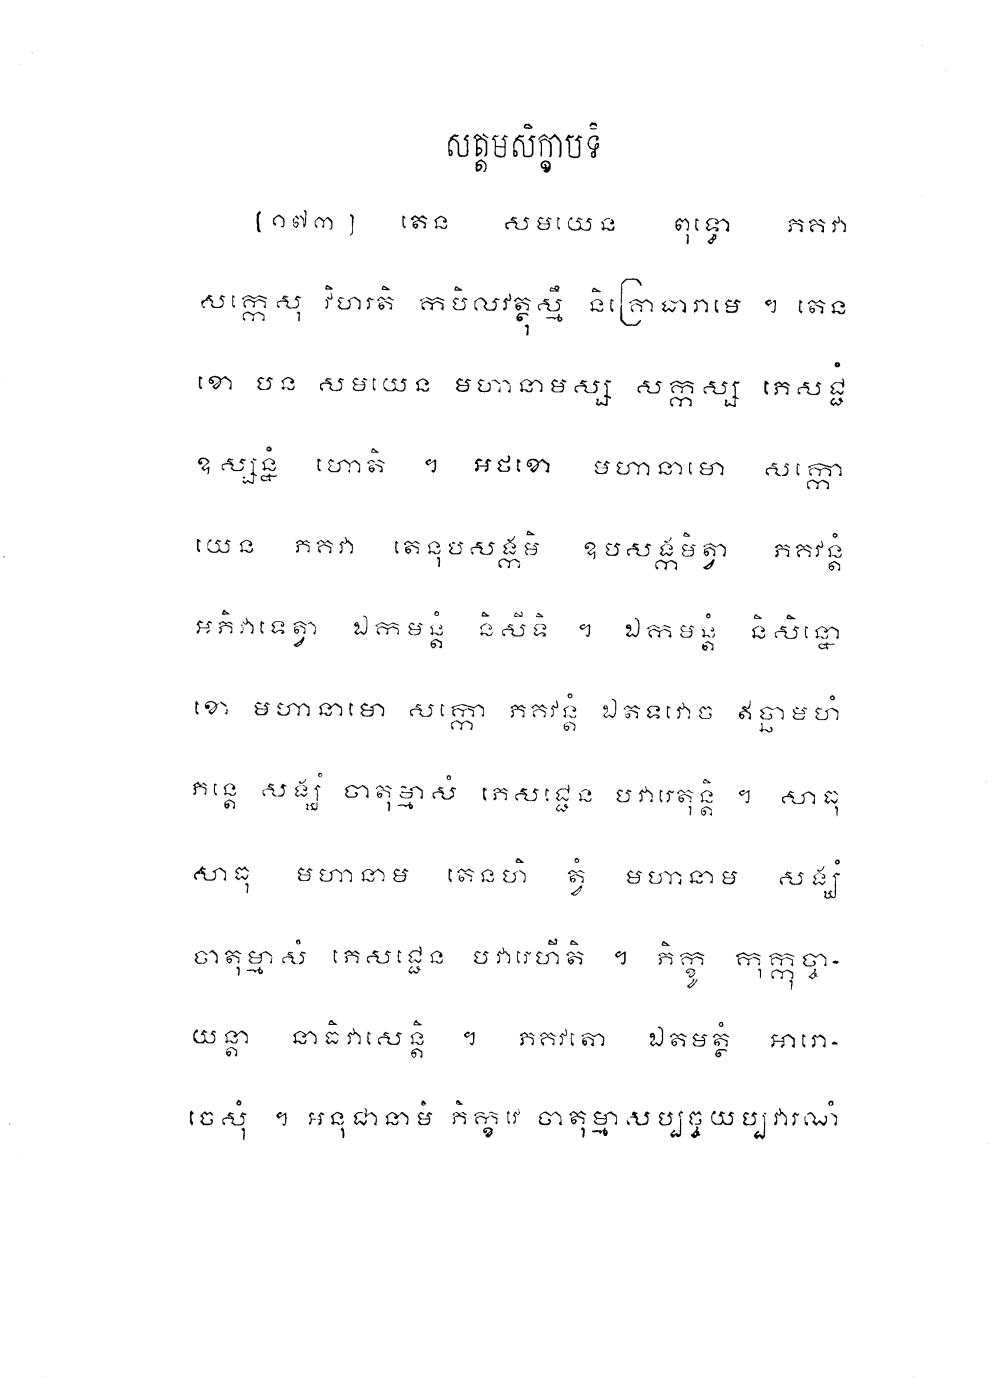 សត្តមសិក្ខាបទំ
[១៧៣] តេន សមយេន ពុទ្ធោ ភគវា
សក្កេសុ វិហរតិ កបិលវត្ថុស្មឹ និគ្រោធារាមេ ។ តេន
ខោ បន សមយេន មហានាមស្ស សក្កស្ស ភេសជ្ជំ
ឧស្សន្នំ ហោតិ ។ អថខោ មហានាមោ សក្កោ
យេន ភគវា តេនុបសង្កមិ ឧបសង្កមិត្វា ភគវន្តំ
អភិវាទេត្វា ឯកមន្តំ និសីទិ ។ ឯកមន្តំ និសិន្នោ
ខោ មហានាមោ សក្កោ ភគវន្តំ ឯតទវោច ឥច្ឆាមហំ
ភន្តេ សង្ឃំ ចាតុម្មាសំ ភេសជ្ជេន បវារេតុន្តិ ។ សាធុ
សាធុ មហានាម តេនហិ ត្វំ មហានាម សង្ឃំ
ចាតុម្មាសំ ភេសជ្ជេន បវារេហីតិ ។ ភិក្ខូ កុក្កុច្ចា-
យន្តា នាធិវាសេន្តិ ។ ភគវតោ ឯតមត្ថំ អារោ-
ចេសុំ ។ អនុជានាមិ ភិក្ខវេ ចាតុម្មាសប្បច្ចយប្បវារណំ